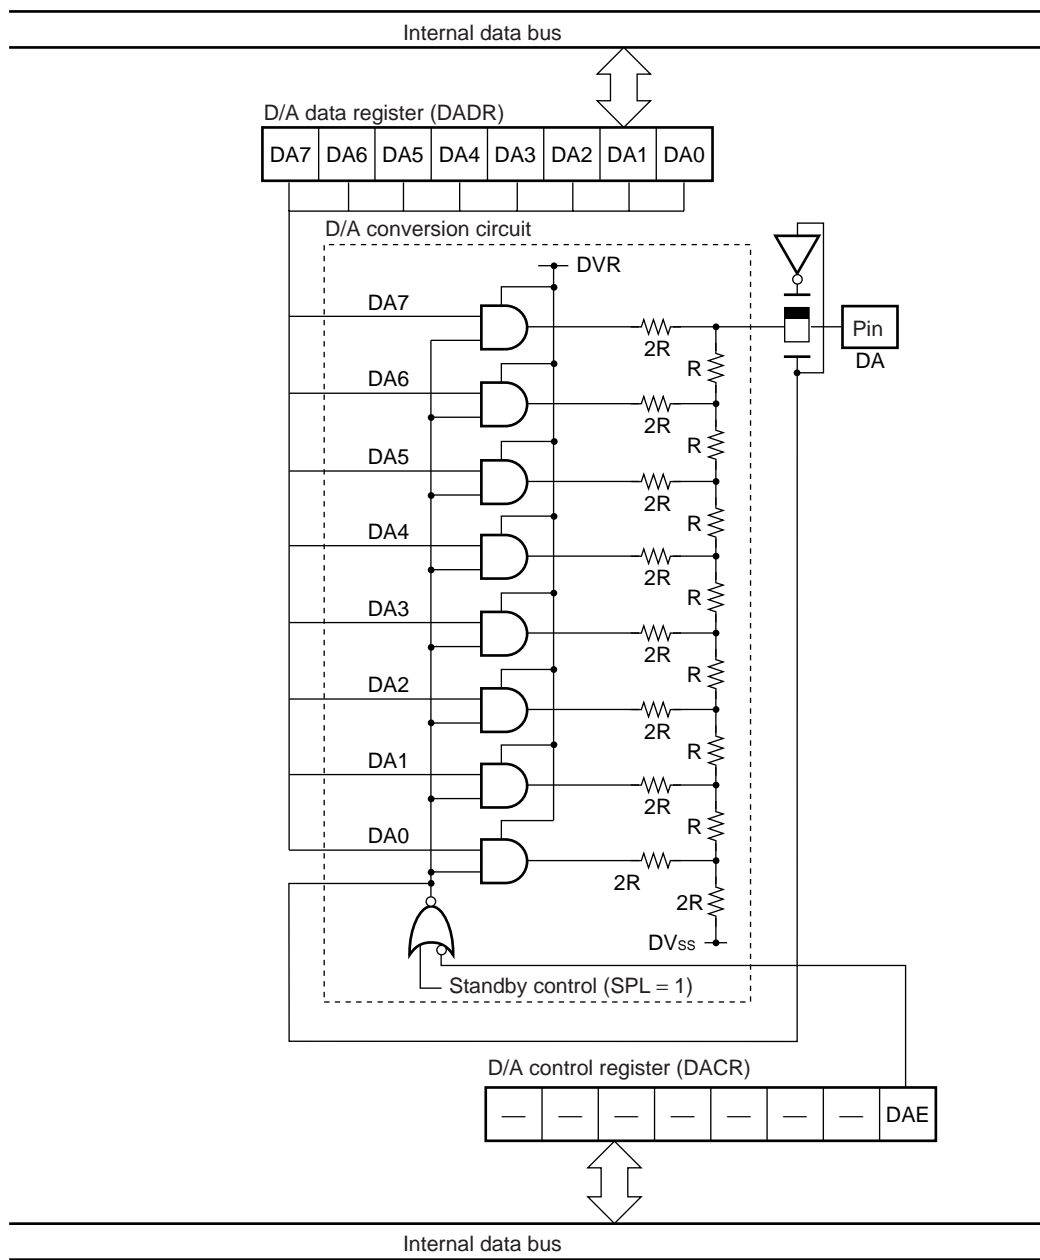 Internal data bus
D/A data register (DADR)
DA7 DA6 DA5 DA4 DA3 DA2 DA1 DA0
D/A conversion circuit
DVR
DA7
2R
R
Pin
DA
DA6
2R
R
DA5
2R
R
DA4
2R
R
DA3
2R
R
DA2
2R
R
DA1
2R
R
DA0
2R
2R
DVss
Standby control (SPL = 1)
D/A control register (DACR)
— — — — — — — DAE
Internal data bus